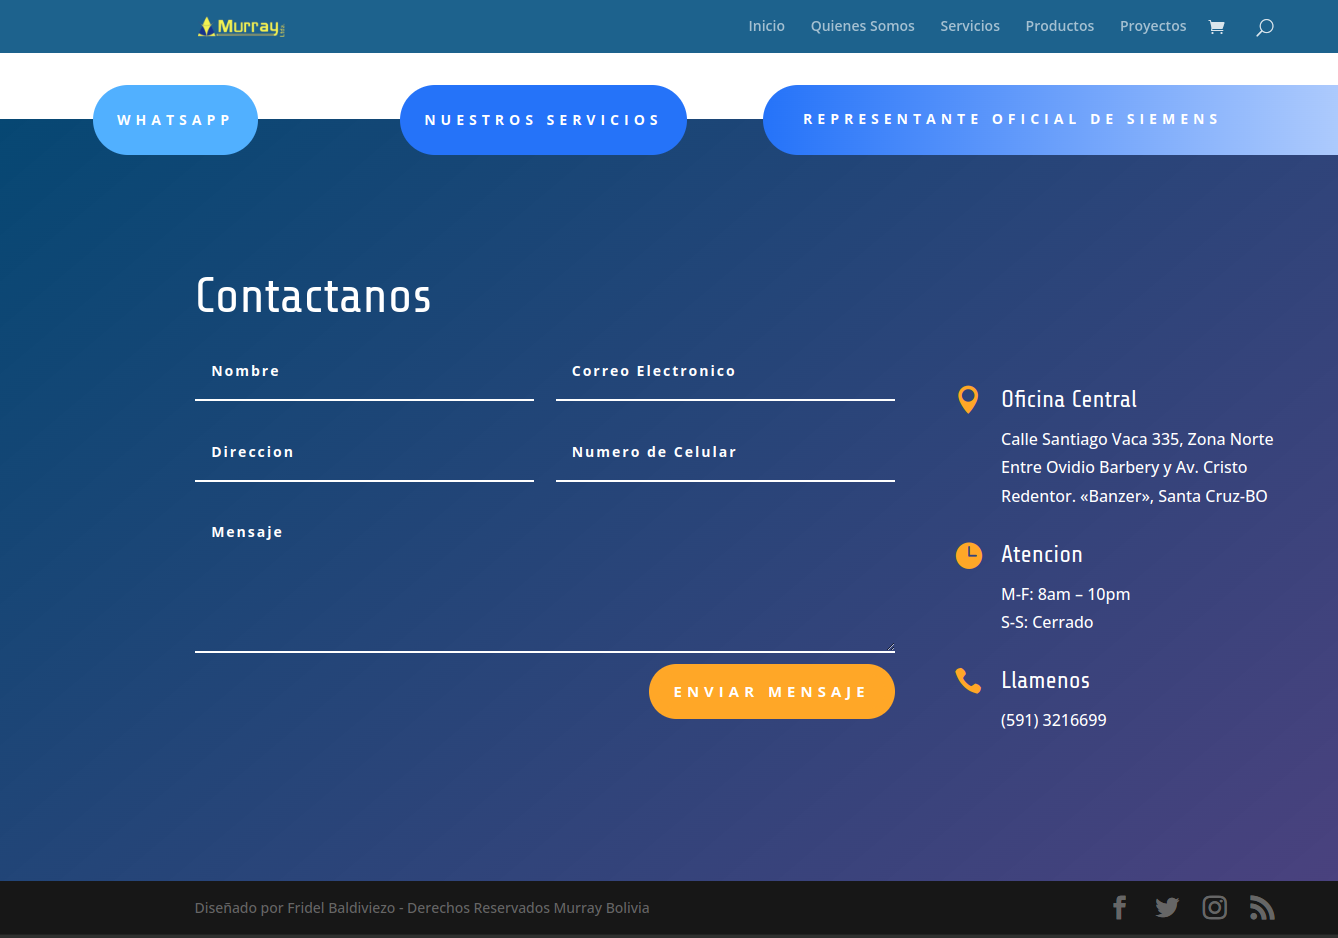 Murray Ltda.
Inicio Quienes Somos Servicios Productos Proyectos
WHATSAPP NUESTROS SERVICIOS REPRESENTANTE OFICIAL DE SIEMENS
Contactanos
Nombre Correo Electronico
Direccion Numero de Celular
Mensaje
ENVIAR MENSAJE
Oficina Central
Calle Santiago Vaca 335, Zona Norte
Entre Ovidio Barbery y Av. Cristo
Redentor. «Banzer», Santa Cruz-BO
Atencion
M-F: 8am – 10pm
S-S: Cerrado
Llamenos
(591) 3216699
Diseñado por Fridel Baldiviezo - Derechos Reservados Murray Bolivia